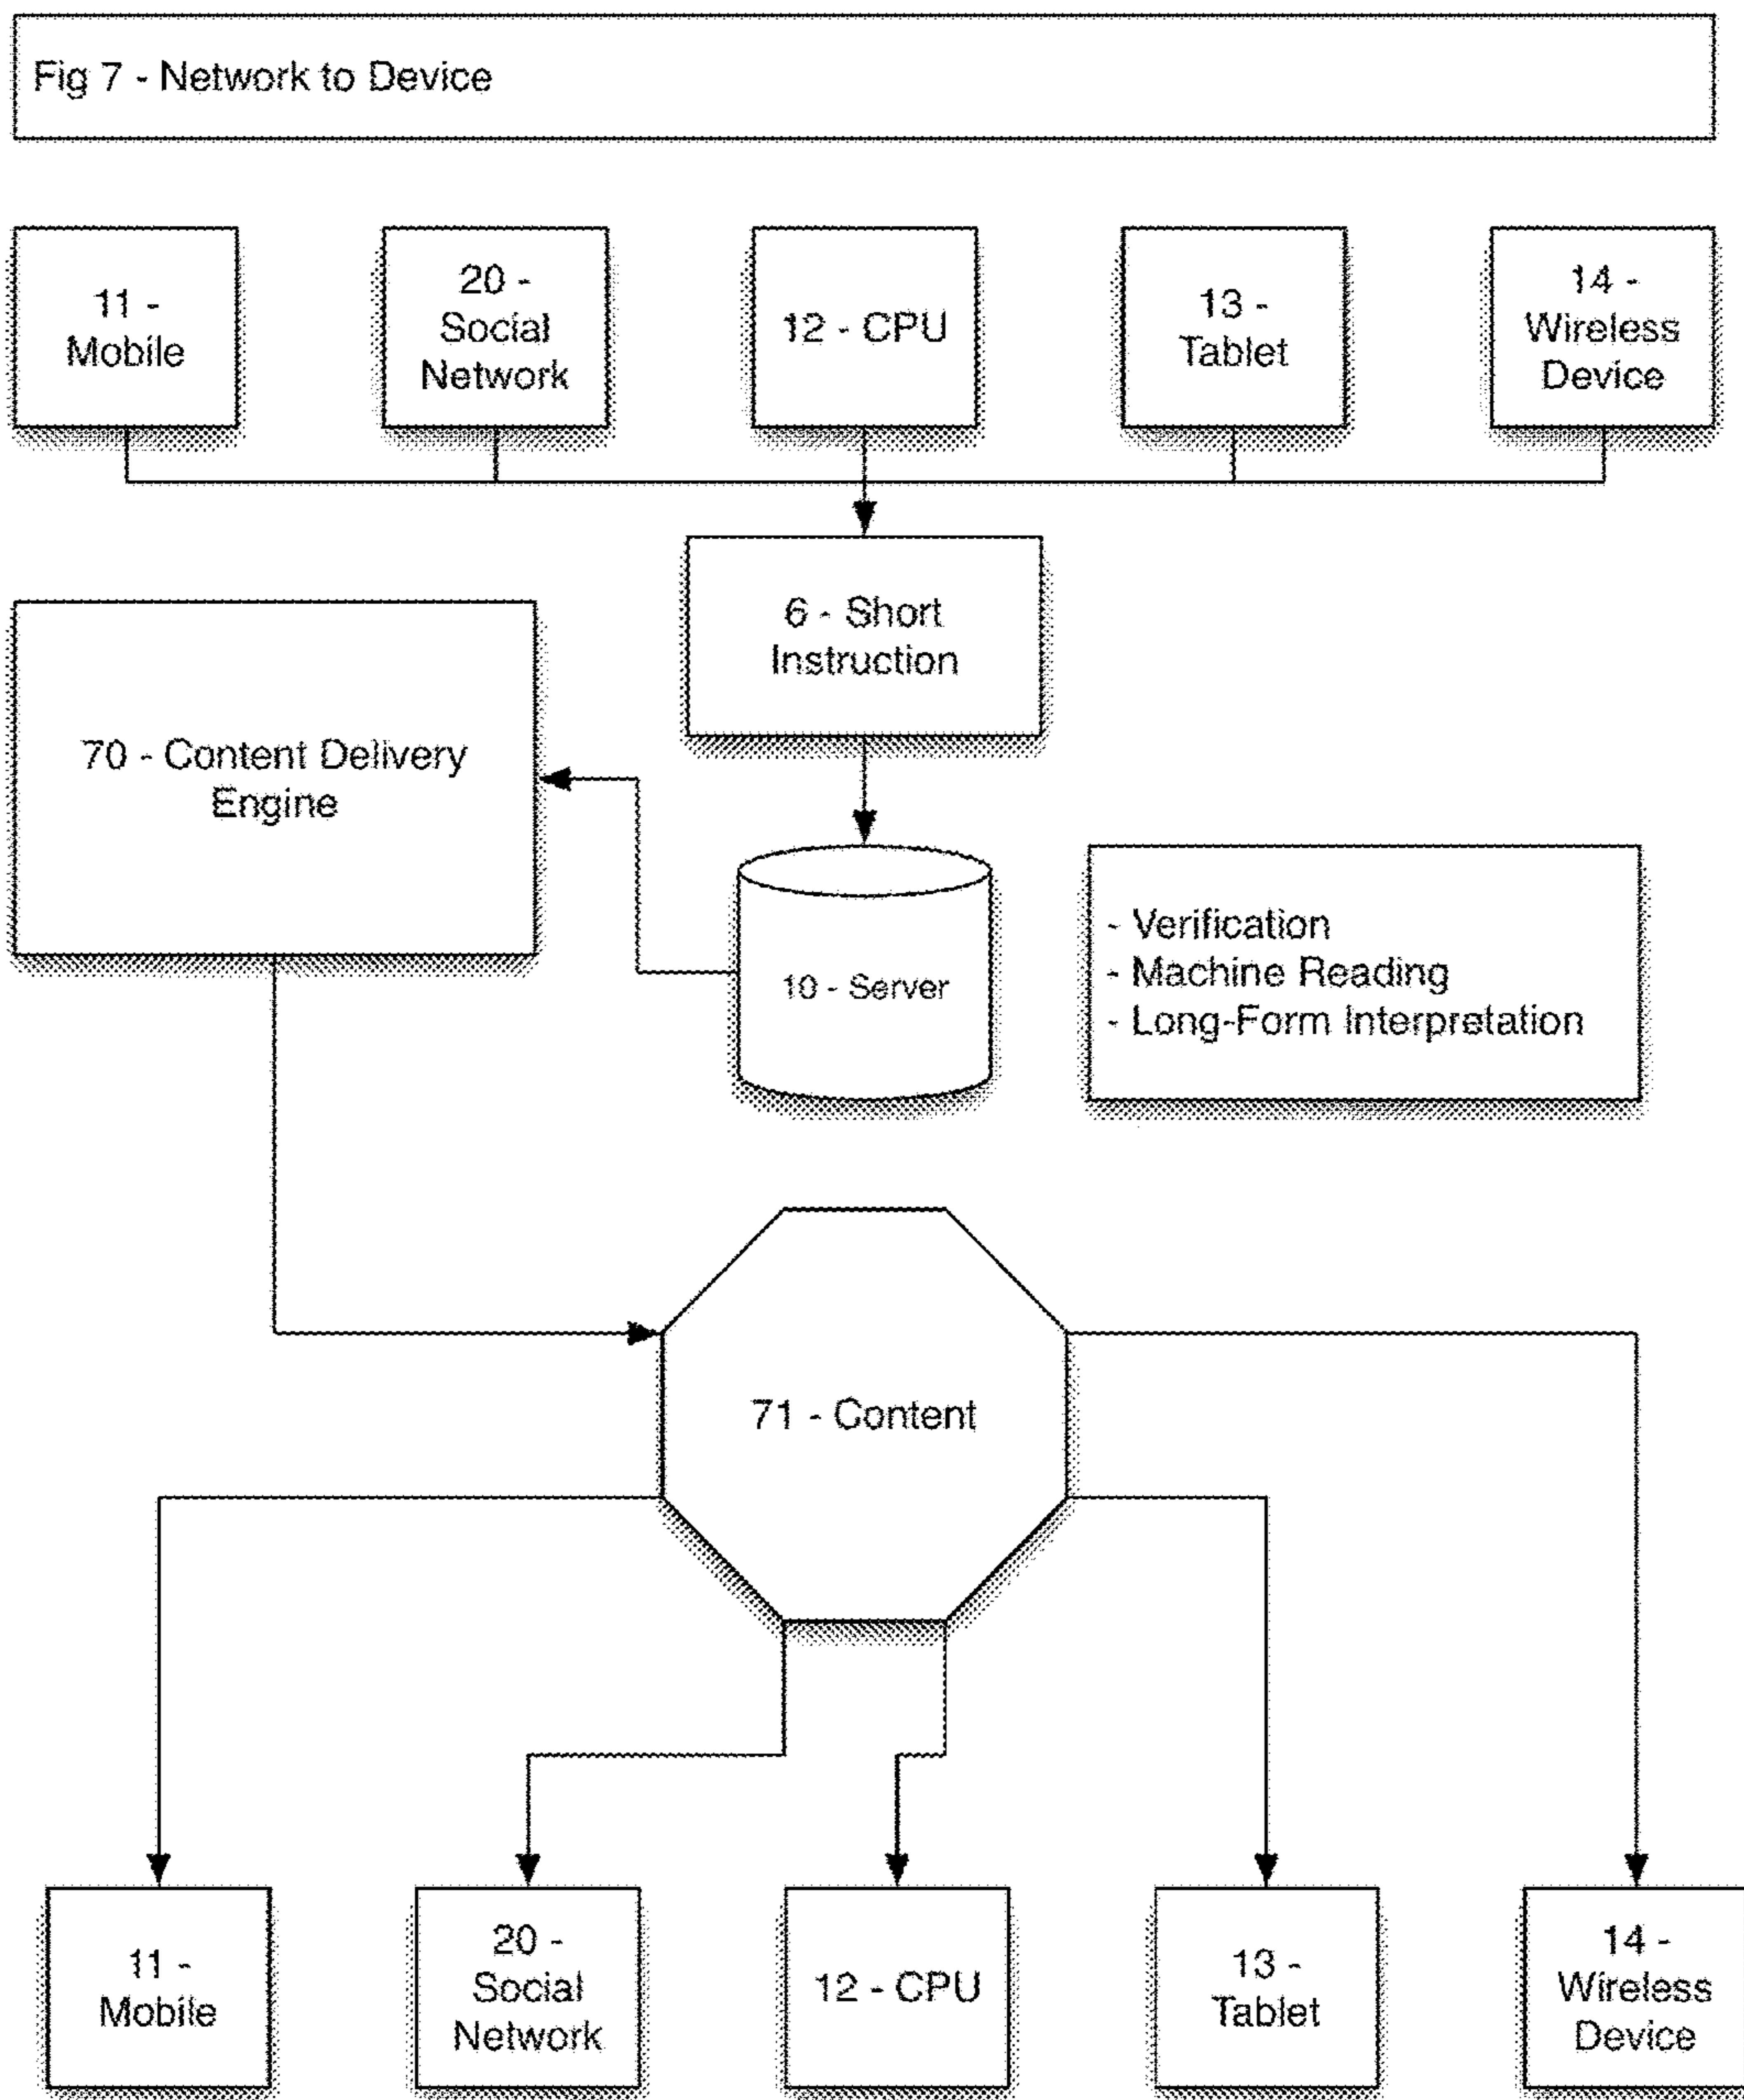 Fig 7 - Network to Device
11 -
Mobile
20 -
Social
Network
12 - CPU
13 -
Tablet
14 -
Wireless
Device
6 - Short
Instruction
70 - Content Delivery
Engine
10 - Server
- Verification
- Machine Reading
- Long-Form Interpretation
71 - Content
11 -
Mobile
20 -
Social
Network
12 - CPU
13 -
Tablet
14 -
Wireless
Device